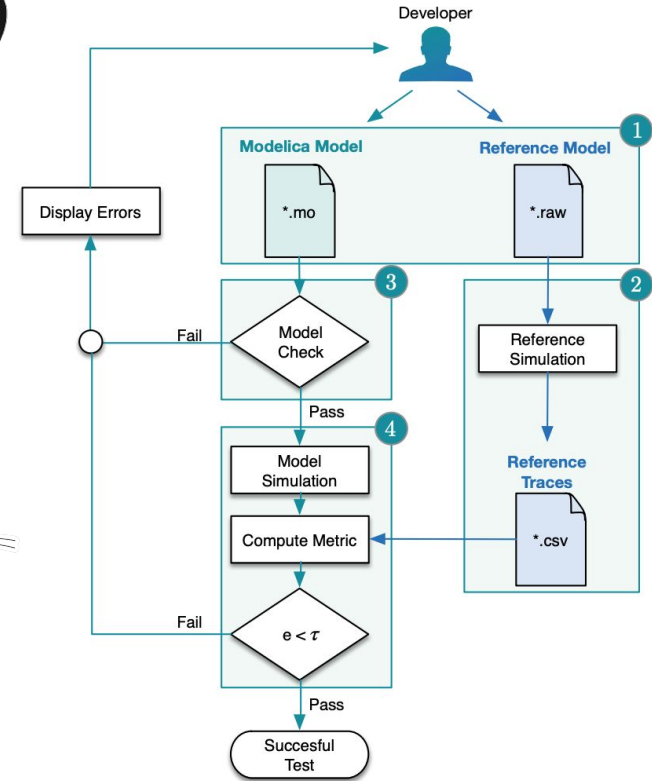 Developer
1
Modelica Model
Reference Model
*.mo
*.raw
Display Errors
3
2
Model
Check
Fail
Reference
Simulation
Pass
4
Model
Simulation
Reference
Traces
Compute Metric
*.csv
Fail
e < τ
Pass
Succesful
Test